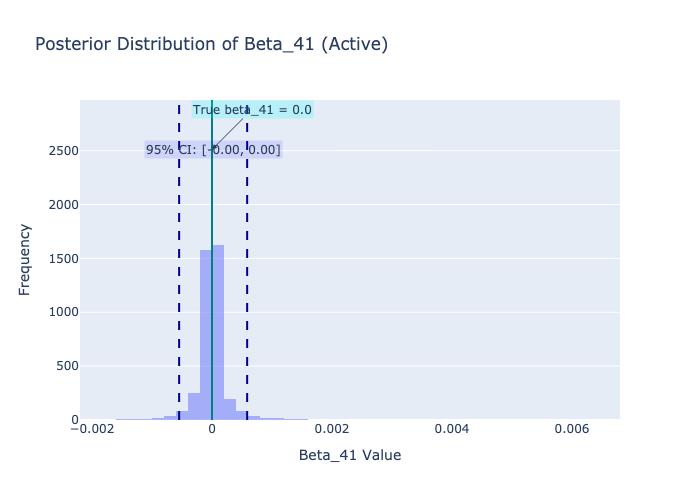 Posterior Distribution of Beta_41 (Active)
True beta_41 = 0.0
95% CI: [-0.00, 0.00]
2500
2000
1500
1000
500
0
Frequency
−0.002
0
0.002
0.004
0.006
Beta_41 Value